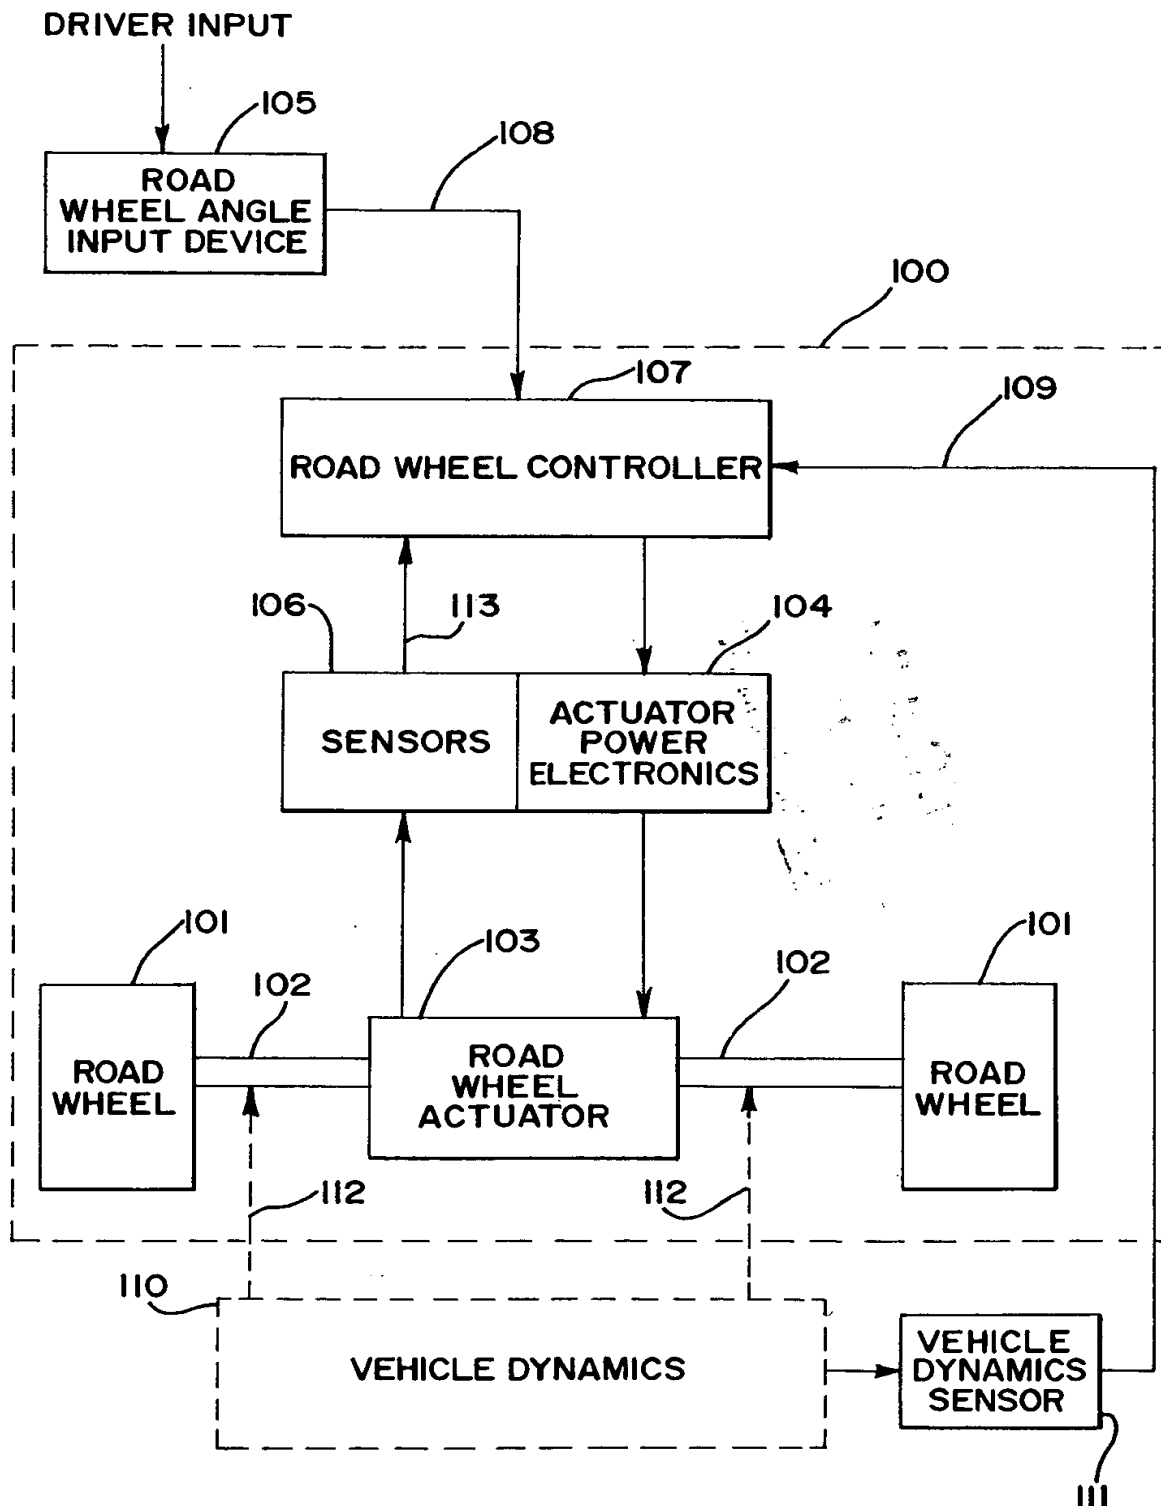 DRIVER INPUT
105
108
ROAD
WHEEL ANGLE
INPUT DEVICE
100
107
109
ROAD WHEEL CONTROLLER
106
113
104
SENSORS
ACTUATOR
POWER
ELECTRONICS
101
103
101
102
102
ROAD
WHEEL
ROAD
WHEEL
ACTUATOR
ROAD
WHEEL
112
112
110
VEHICLE DYNAMICS
VEHICLE
DYNAMICS
SENSOR
111